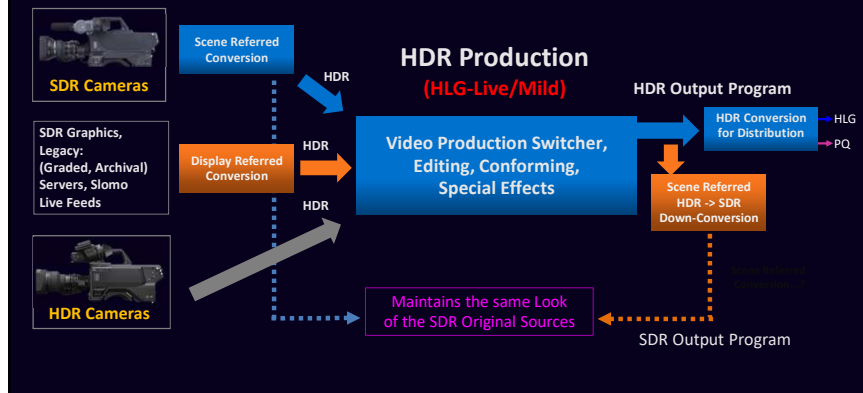 SDR Cameras
Scene Referred
Conversion
HDR
HDR Production
(HLG-Live/Mild)
HDR Output Program
HDR Conversion
for Distribution
HLG
PQ
SDR Graphics,
Legacy:
(Graded, Archival)
Servers, Slomo
Live Feeds
Display Referred
Conversion
HDR
Video Production Switcher,
Editing, Conforming,
Special Effects
Scene Referred
HDR -> SDR
Down-Conversion
HDR
HDR Cameras
Scene Referred
Conversion...?
Maintains the same Look
of the SDR Original Sources
SDR Output Program